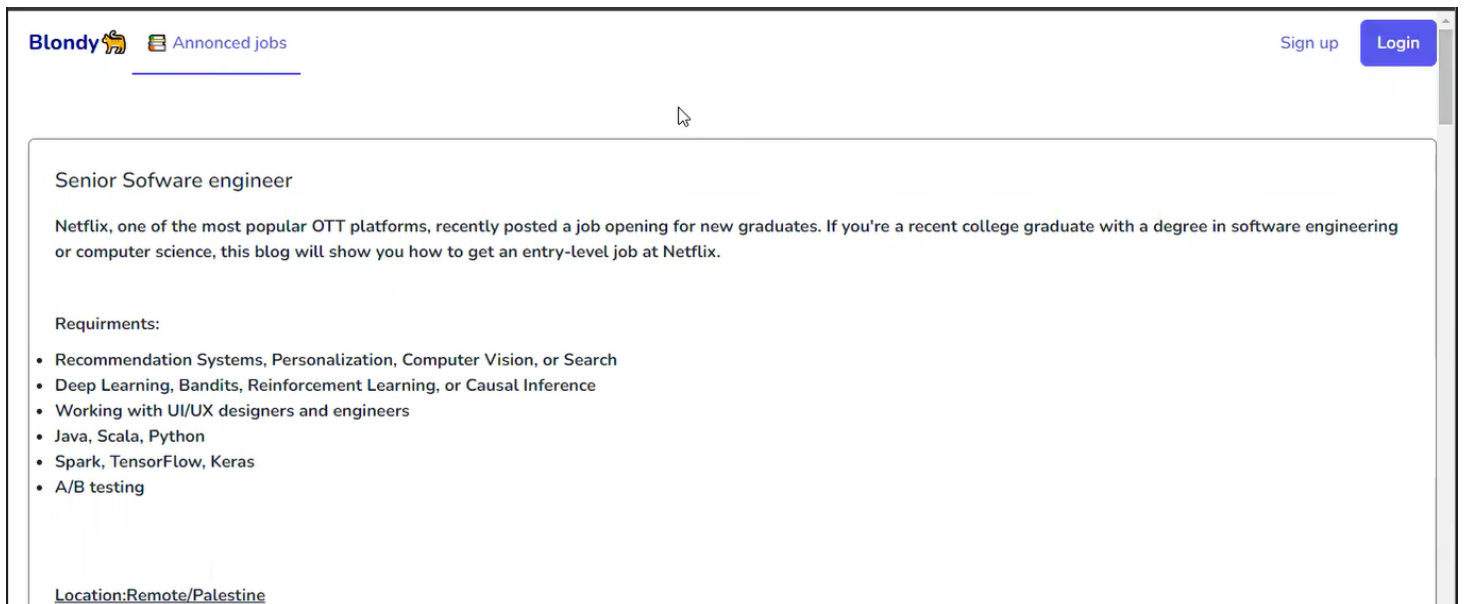 Blondy Annonced jobs Sign up Login
Senior Sofware engineer
Netflix, one of the most popular OTT platforms, recently posted a job opening for new graduates. If you're a recent college graduate with a degree in software engineering
or computer science, this blog will show you how to get an entry-level job at Netflix.
Requirments:
• Recommendation Systems, Personalization, Computer Vision, or Search
• Deep Learning, Bandits, Reinforcement Learning, or Causal Inference
• Working with UI/UX designers and engineers
• Java, Scala, Python
• Spark, TensorFlow, Keras
• A/B testing
Location:Remote/Palestine